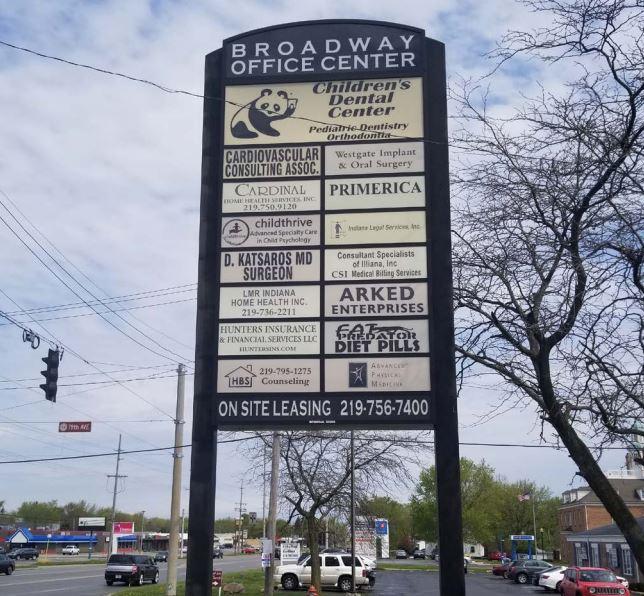 BROADWAY
OFFICE CENTER
Children's
Dental
Center
Pediatric Dentistry
Orthodontia
CARDIOVASCULAR
CONSULTING ASSOC.
Westgate Implant
& Oral Surgery
CARDINAL
HOME HEALTH SERVICES, INC.
219.750.9120
PRIMERICA
childthrive
Advanced Specialty Care
in Child Psychology
Indiana Legal Services, Inc.
D. KATSAROS MD
SURGEON
Consultant Specialists
of Illiana, Inc
CSI Medical Billing Services
LMR INDIANA
HOME HEALTH INC.
219-736-2211
ARKED
ENTERPRISES
HUNTERS INSURANCE
& FINANCIAL SERVICES LLC
HUNTERSINS.COM
FAT
PREDATOR
DIET PILLS
HBS
219-795-1275
Counseling
ADVANCED
PHYSICAL
MEDICINE
ON SITE LEASING 219-756-7400
79th AVE.